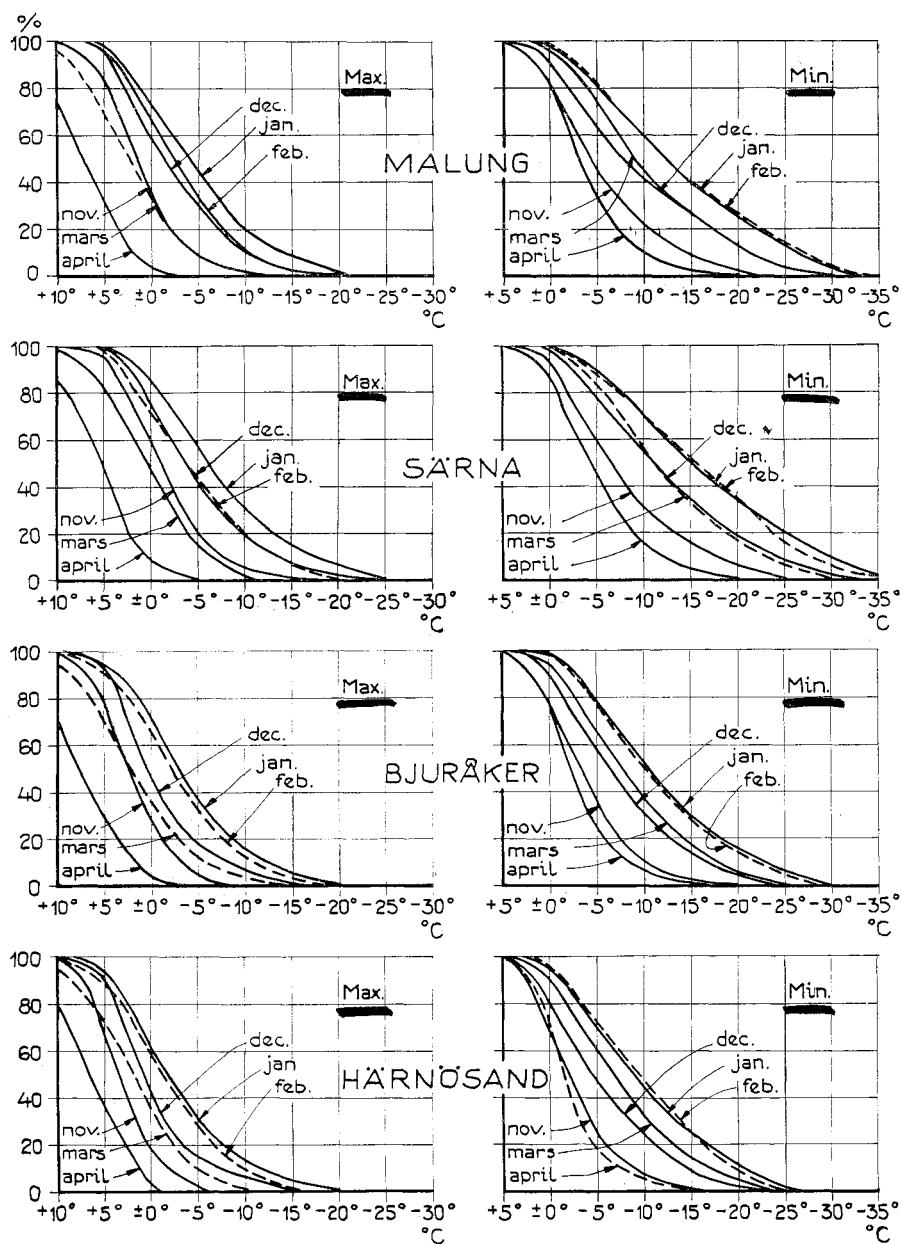 %
100
80
60
40
20
0
Max.
dec.
jan.
feb.
nov.
mars
april
+10° +5° ±0° -5° -10° -15° -20° -25° -30°
°C
MALUNG
Min.
dec.
jan.
feb.
nov.
mars
april
+5° ±0° -5° -10° -15° -20° -25° -30° -35°
°C
100
80
60
40
20
0
Max.
dec.
jan.
feb.
nov.
mars
april
+10° +5° ±0° -5° -10° -15° -20° -25° -30°
°C
SÄRNA
Min.
dec.
jan.
feb.
nov.
mars
april
+5° ±0° -5° -10° -15° -20° -25° -30° -35°
°C
100
80
60
40
20
0
Max.
dec.
jan.
feb.
nov.
mars
april
+10° +5° ±0° -5° -10° -15° -20° -25° -30°
°C
BJURÅKER
Min.
dec.
jan.
feb.
nov.
mars
april
+5° ±0° -5° -10° -15° -20° -25° -30° -35°
°C
100
80
60
40
20
0
Max.
dec.
jan
feb.
nov.
mars
april
+10° +5° ±0° -5° -10° -15° -20° -25° -30°
°C
HÄRNÖSAND
Min.
dec.
jan.
feb.
nov.
mars
april
+5° ±0° -5° -10° -15° -20° -25° -30° -35°
°C